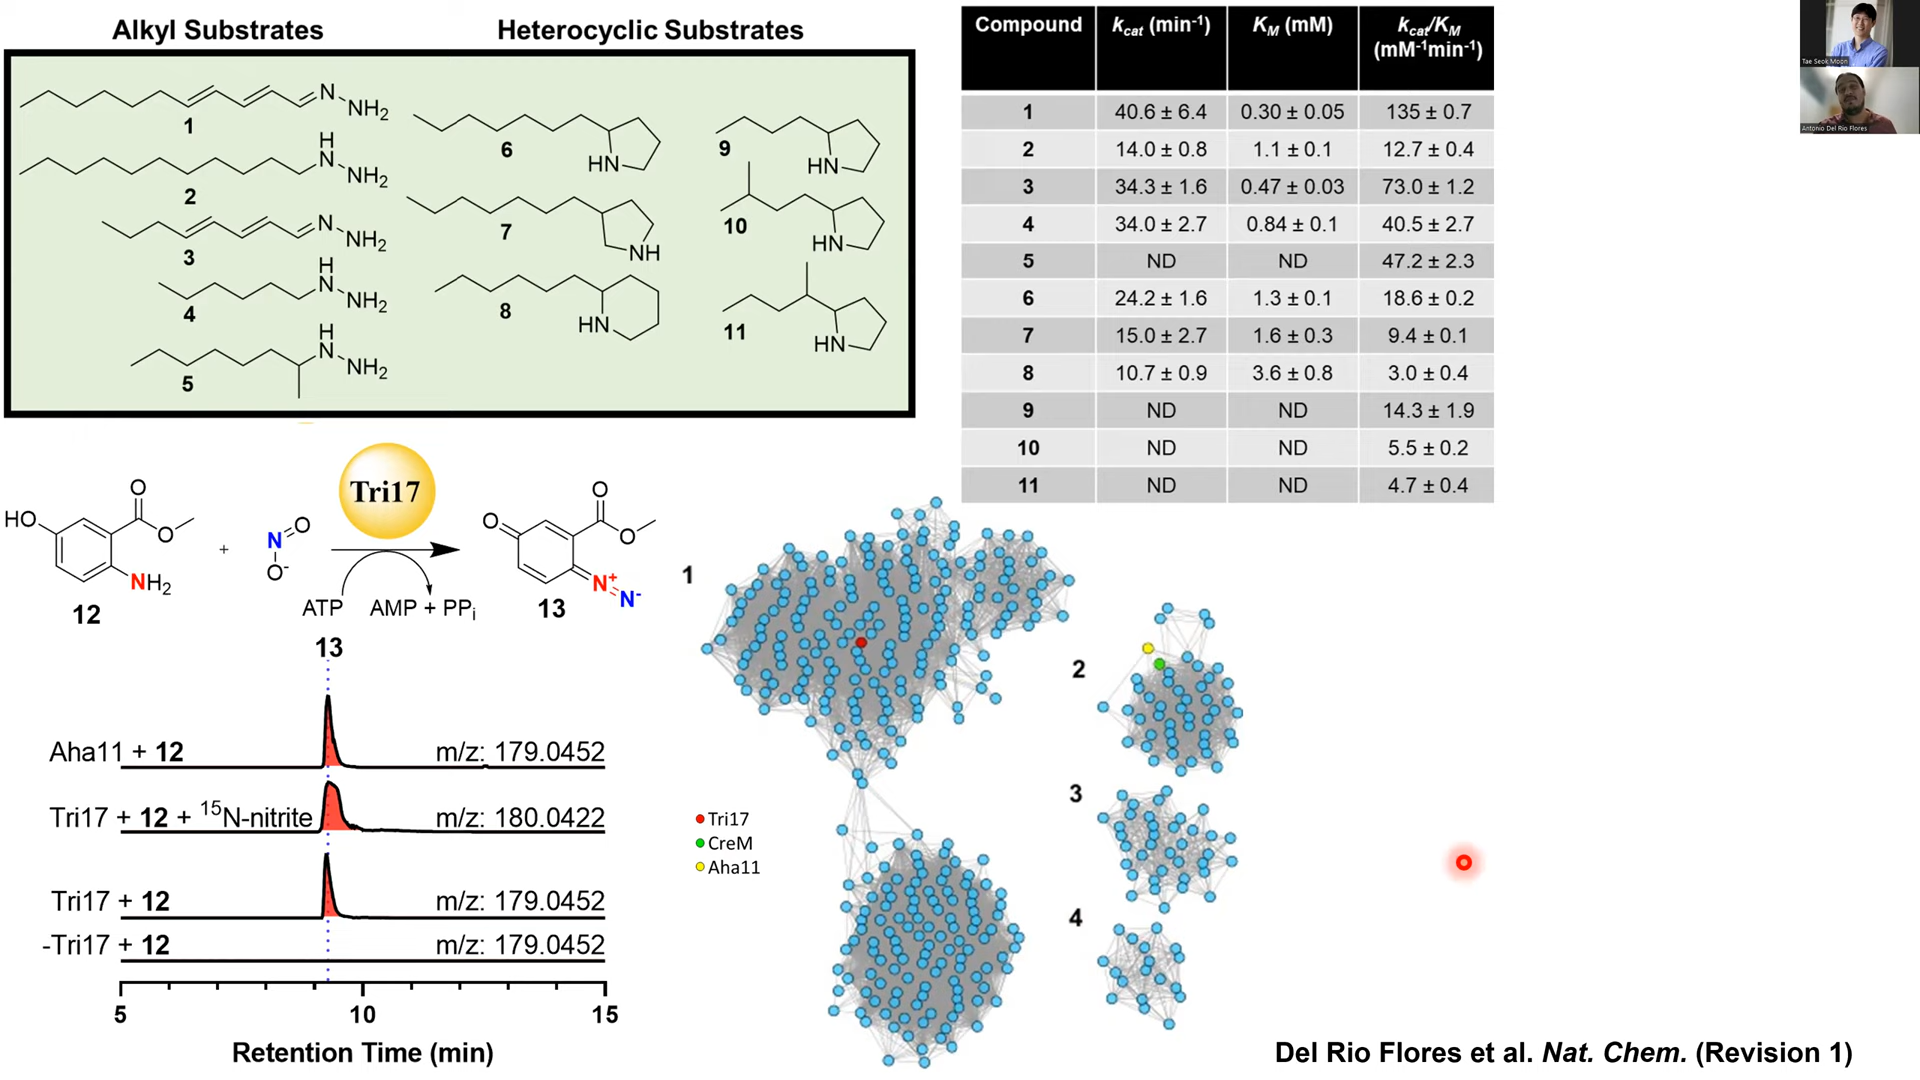 Alkyl Substrates
Heterocyclic Substrates
N
NH2
1
H
N
NH2
2
N
NH2
3
H
N
NH2
4
H
N
NH2
5
HN
6
NH
7
HN
8
HN
9
HN
10
HN
11
Compound kcat (min-1) KM (mM) kcat/KM (mM-1min-1)
1 40.6 ± 6.4 0.30 ± 0.05 135 ± 0.7
2 14.0 ± 0.8 1.1 ± 0.1 12.7 ± 0.4
3 34.3 ± 1.6 0.47 ± 0.03 73.0 ± 1.2
4 34.0 ± 2.7 0.84 ± 0.1 40.5 ± 2.7
5 ND ND 47.2 ± 2.3
6 24.2 ± 1.6 1.3 ± 0.1 18.6 ± 0.2
7 15.0 ± 2.7 1.6 ± 0.3 9.4 ± 0.1
8 10.7 ± 0.9 3.6 ± 0.8 3.0 ± 0.4
9 ND ND 14.3 ± 1.9
10 ND ND 5.5 ± 0.2
11 ND ND 4.7 ± 0.4
Tae Seok Moon
Antonio Del Rio Flores
HO
O
O
NH2
12
+
N
O
O-
Tri17
ATP
AMP + PPi
O
O
O
N+
N-
13
13
Aha11 + 12 m/z: 179.0452
Tri17 + 12 + 15N-nitrite m/z: 180.0422
Tri17 + 12 m/z: 179.0452
-Tri17 + 12 m/z: 179.0452
5 10 15
Retention Time (min)
1
2
3
4
Tri17
CreM
Aha11
Del Rio Flores et al. Nat. Chem. (Revision 1)